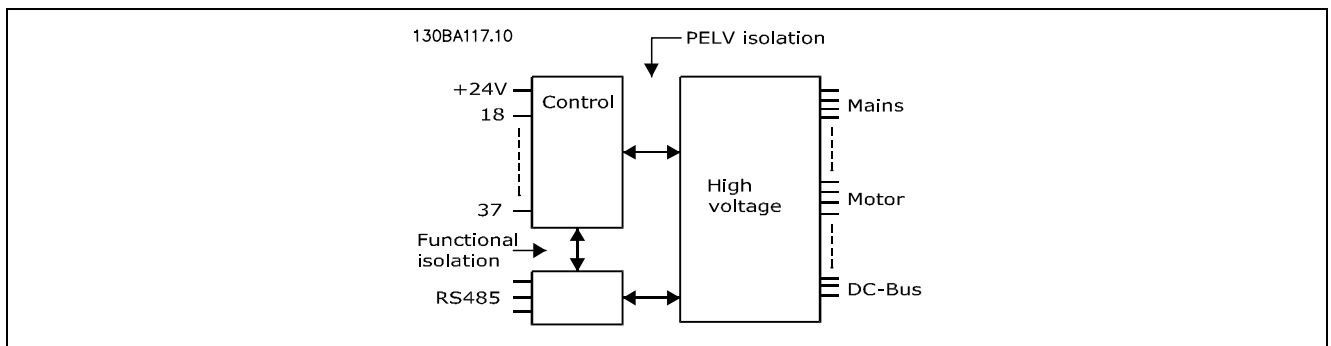 130BA117.10
PELV isolation
+24V
Control
18
Mains
High
voltage
37
Motor
Functional
isolation
RS485
DC-Bus